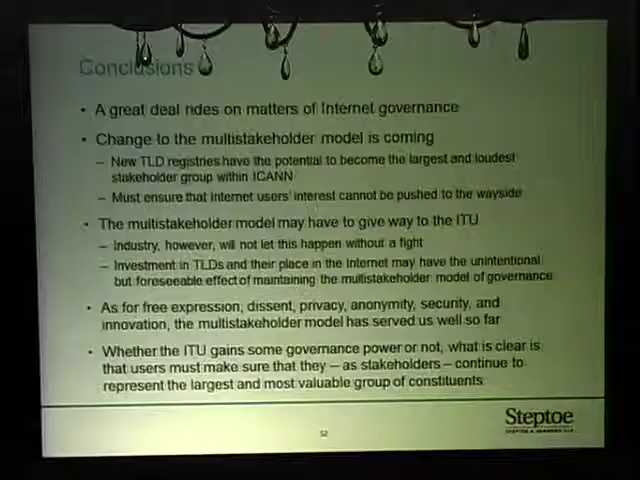 Conclusions
• A great deal rides on matters of Internet governance
• Change to the multistakeholder model is coming
– New TLD registries have the potential to become the largest and loudest
stakeholder group within ICANN
– Must ensure that Internet users' interest cannot be pushed to the wayside
• The multistakeholder model may have to give way to the ITU
– Industry, however, will not let this happen without a fight
– Investment in TLDs and their place in the Internet may have the unintentional
but foreseeable effect of maintaining the multistakeholder model of governance
• As for free expression, dissent, privacy, anonymity, security, and
innovation, the multistakeholder model has served us well so far
• Whether the ITU gains some governance power or not, what is clear is
that users must make sure that they – as stakeholders – continue to
represent the largest and most valuable group of constituents
Steptoe
STEPTOE & JOHNSON LLP
52